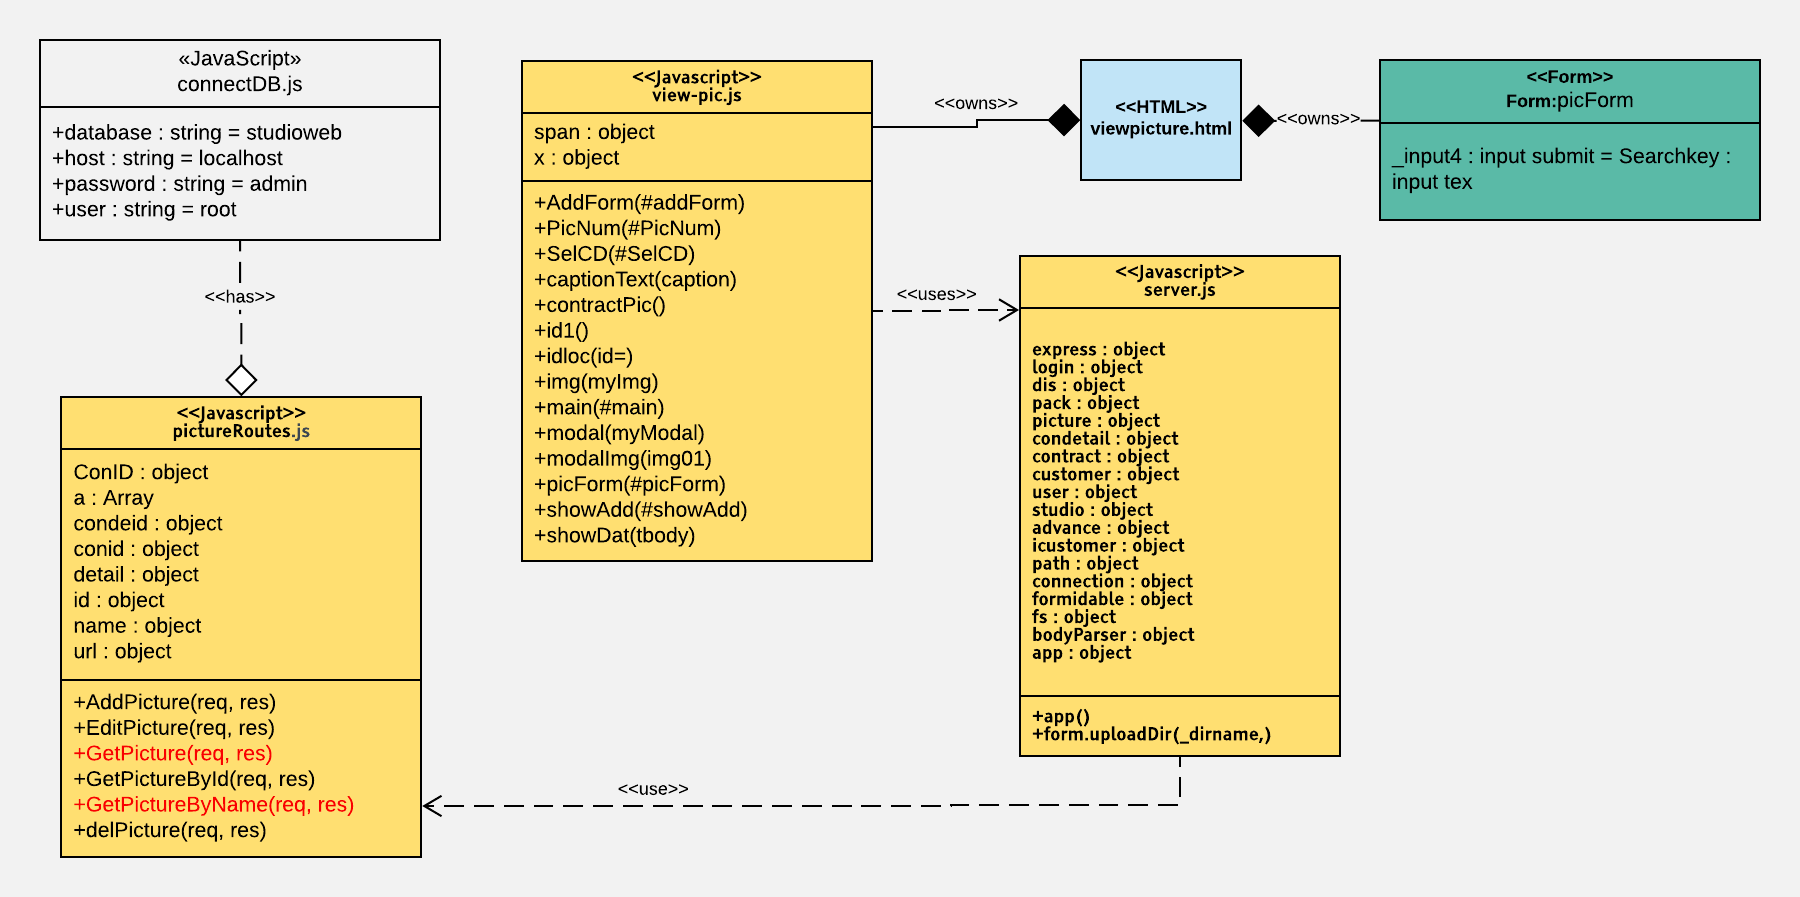 «JavaScript»
connectDB.js
+database : string = studioweb
+host : string = localhost
+password : string = admin
+user : string = root
<<has>>
<<Javascript>>
pictureRoutes.js
ConID : object
a : Array
condeid : object
conid : object
detail : object
id : object
name : object
url : object
+AddPicture(req, res)
+EditPicture(req, res)
+GetPicture(req, res)
+GetPictureById(req, res)
+GetPictureByName(req, res)
+delPicture(req, res)
<<Javascript>>
view-pic.js
span : object
x : object
+AddForm(#addForm)
+PicNum(#PicNum)
+SelCD(#SelCD)
+captionText(caption)
+contractPic()
+id1()
+idloc(id=)
+img(myImg)
+main(#main)
+modal(myModal)
+modalImg(img01)
+picForm(#picForm)
+showAdd(#showAdd)
+showDat(tbody)
<<owns>>
<<HTML>>
viewpicture.html
<<owns>>
<<Form>>
Form:picForm
_input4 : input submit = Searchkey :
input tex
<<uses>>
<<Javascript>>
server.js
express : object
login : object
dis : object
pack : object
picture : object
condetail : object
contract : object
customer : object
user : object
studio : object
advance : object
icustomer : object
path : object
connection : object
formidable : object
fs : object
bodyParser : object
app : object
+app()
+form.uploadDir(_dirname,)
<<use>>